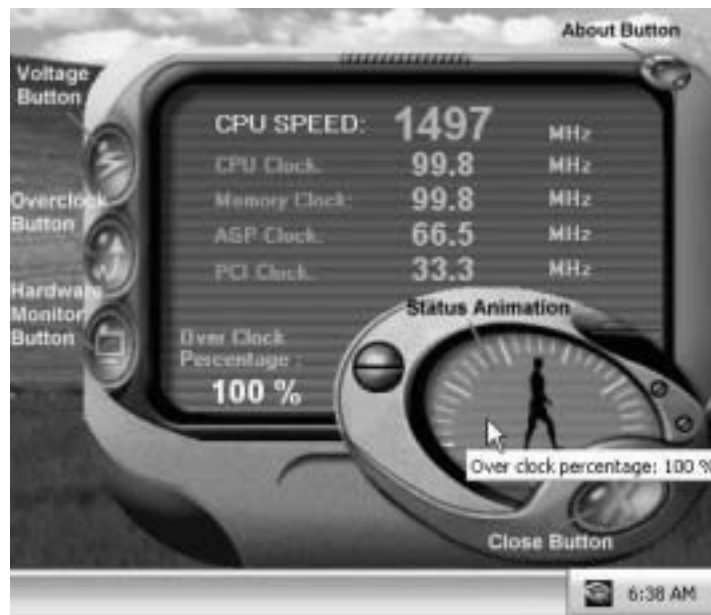 About Button
Voltage
Button
CPU SPEED: 1497 MHz
CPU Clock: 99.8 MHz
Overclock
Button
Memory Clock: 99.8 MHz
AGP Clock: 66.5 MHz
PCI Clock: 33.3 MHz
Hardware
Monitor
Button
Status Animation
Over Clock
Percentage :
100 %
Over clock percentage: 100 %
Close Button
6:38 AM